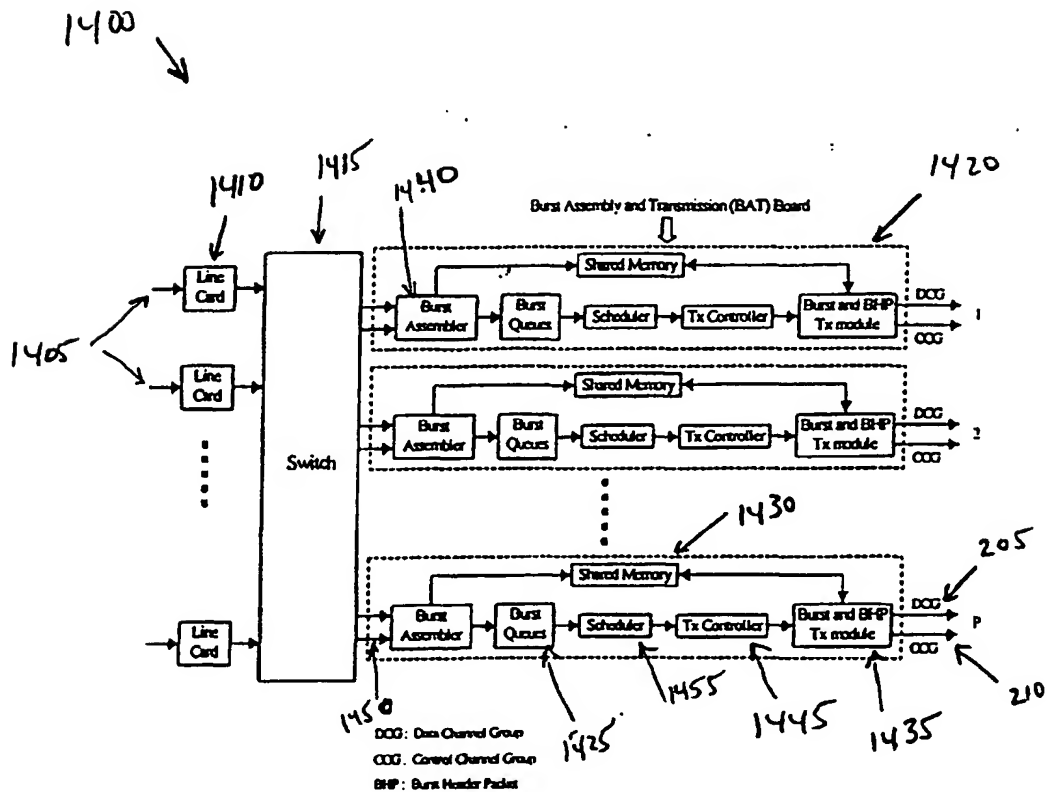 1400
1410
1415
1440
Burst Assembly and Transmission (BAT) Board
1420
Line Card
Shared Memory
Burst Assembler
Burst Queues
Scheduler
Tx Controller
Burst and BHP Tx module
DCG
1
CCG
1405
Line Card
Switch
Shared Memory
Burst Assembler
Burst Queues
Scheduler
Tx Controller
Burst and BHP Tx module
DCG
2
CCG
1430
205
Line Card
Shared Memory
Burst Assembler
Burst Queues
Scheduler
Tx Controller
Burst and BHP Tx module
DCG
P
CCG
1450
1425
1455
1445
1435
210
DCG: Data Channel Group
CCG: Control Channel Group
BHP: Burst Header Packet